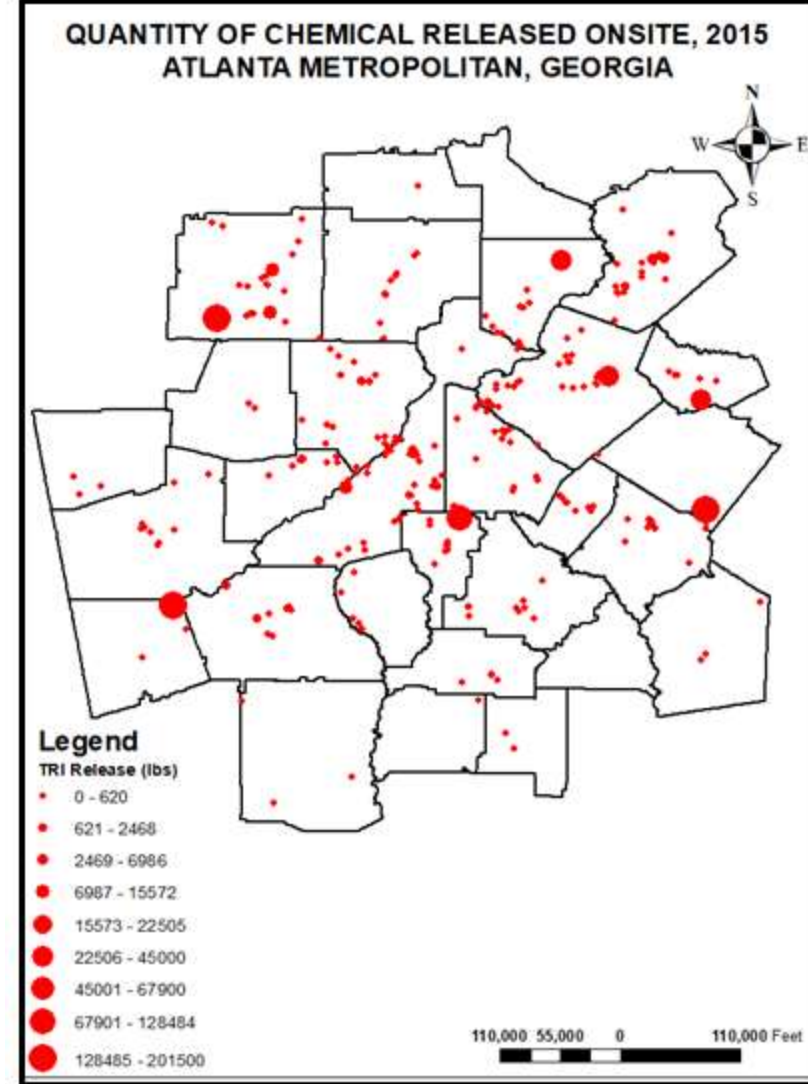 QUANTITY OF CHEMICAL RELEASED ONSITE, 2015
ATLANTA METROPOLITAN, GEORGIA
N
W E
S
Legend
TRI Release (lbs)
0 - 620
621 - 2468
2469 - 6986
6987 - 15572
15573 - 22505
22506 - 45000
45001 - 67900
67901 - 128484
128485 - 201500
110,000 55,000 0 110,000 Feet